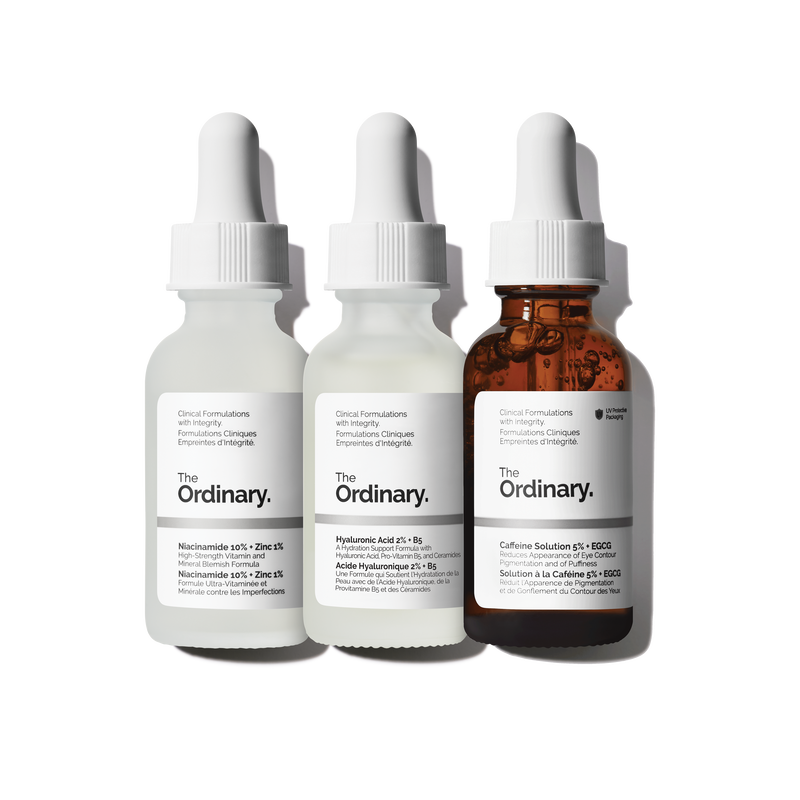 Clinical Formulations
with Integrity.
Formulations Cliniques
Empreintes d'Intégrité.
The
Ordinary.
Niacinamide 10% + Zinc 1%
High-Strength Vitamin and
Mineral Blemish Formula
Niacinamide 10% + Zinc 1%
Formule Ultra-Vitaminée et
Minérale contre les Imperfections
Clinical Formulations
with Integrity.
Formulations Cliniques
Empreintes d'Intégrité.
The
Ordinary.
Hyaluronic Acid 2% + B5
A Hydration Support Formula with
Hyaluronic Acid, Pro-Vitamin B5, and Ceramides
Acide Hyaluronique 2% + B5
Une Formule qui Soutient l'Hydratation de la
Peau avec de l'Acide Hyaluronique, de la
Provitamine B5 et des Céramides
Clinical Formulations
with Integrity.
Formulations Cliniques
Empreintes d'Intégrité.
UV Protective
Packaging
The
Ordinary.
Caffeine Solution 5% + EGCG
Reduces Appearance of Eye Contour
Pigmentation and of Puffiness
Solution à la Caféine 5% + EGCG
Réduit l'Apparence de Pigmentation
et de Gonflement du Contour des Yeux